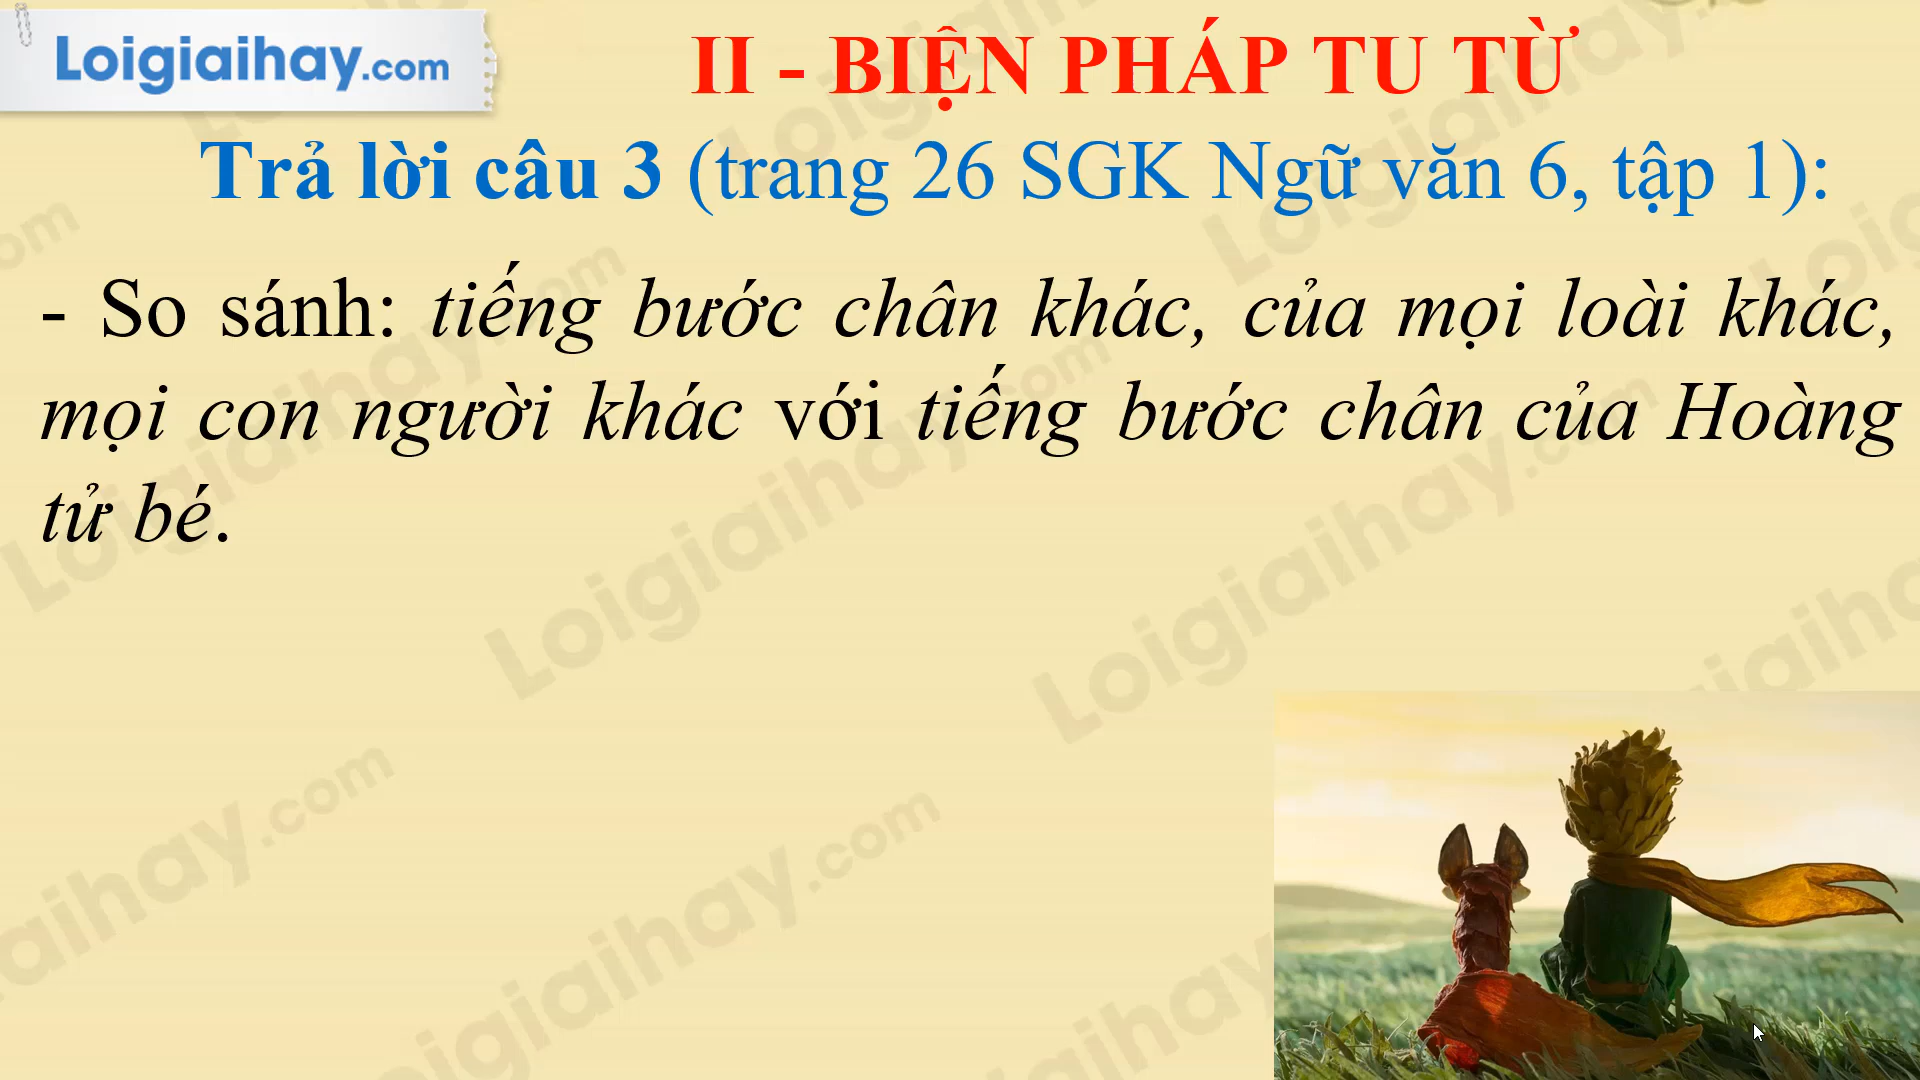 Loigiaihay.com
II - BIỆN PHÁP TU TỪ
Trả lời câu 3 (trang 26 SGK Ngữ văn 6, tập 1):
- So sánh: tiếng bước chân khác, của mọi loài khác,
mọi con người khác với tiếng bước chân của Hoàng
tử bé.